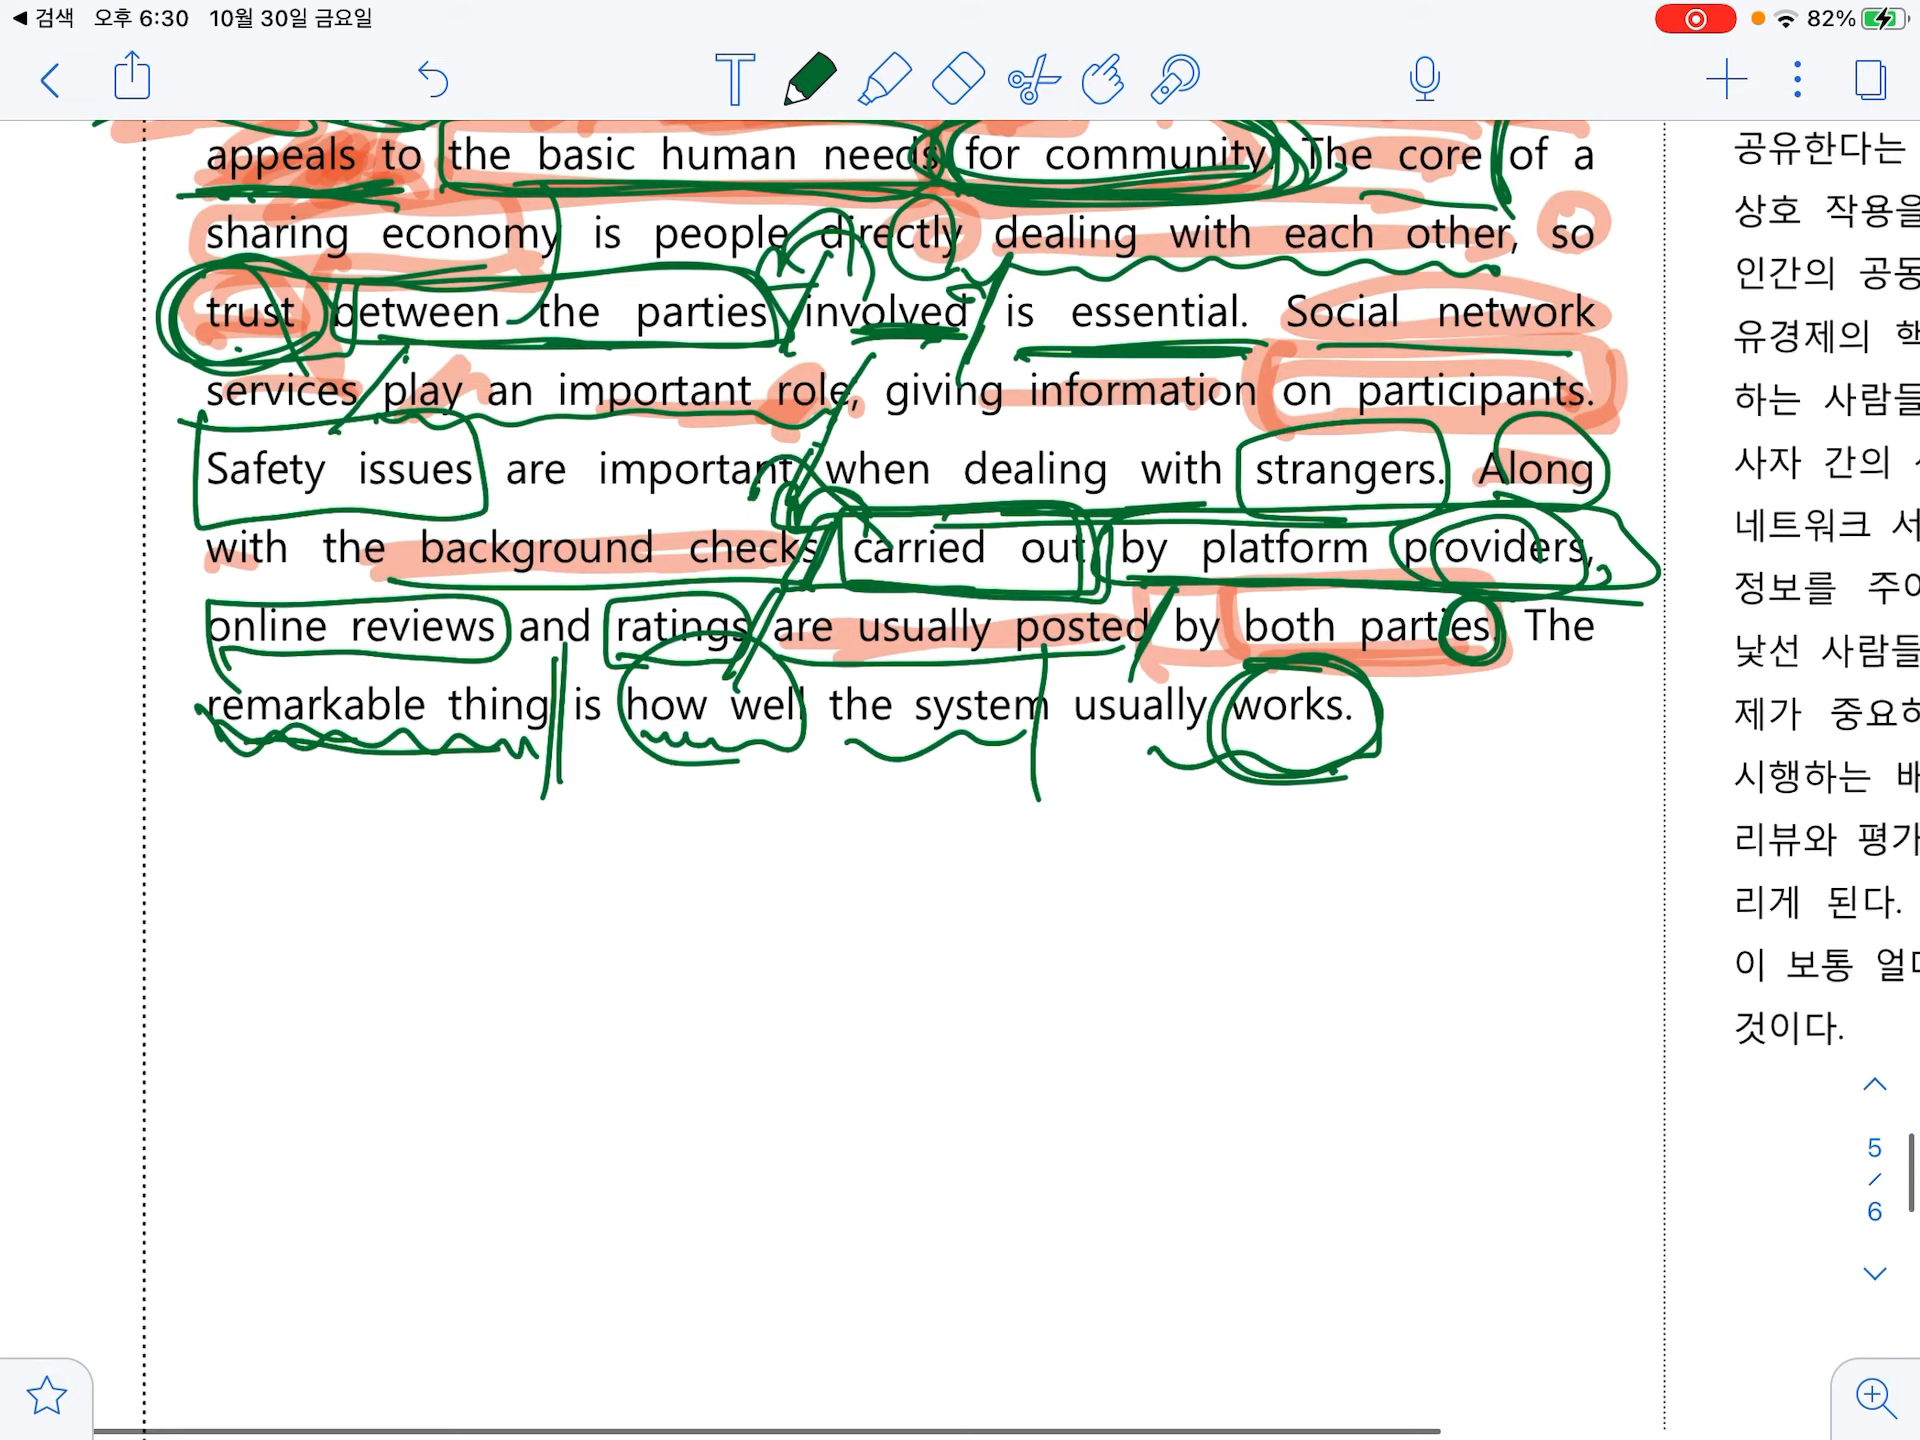 ◀ 검색 오후 6:30 10월 30일 금요일 82%
appeals to the basic human needs for community. The core of a
sharing economy is people directly dealing with each other, so
trust between the parties involved is essential. Social network
services play an important role, giving information on participants.
Safety issues are important when dealing with strangers. Along
with the background checks carried out by platform providers,
online reviews and ratings are usually posted by both parties. The
remarkable thing is how well the system usually works.
공유한다는
상호 작용을
인간의 공동
유경제의 핵
하는 사람들
사자 간의
네트워크 서
정보를 주어
낯선 사람들
제가 중요하
시행하는 배
리뷰와 평가
리게 된다.
이 보통 얼마
것이다.
5
/
6